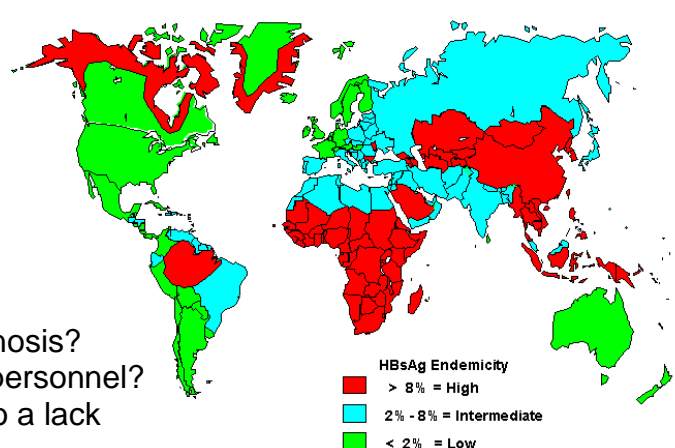 nosis?
personnel?
o a lack
HBsAg Endemicity
> 8% = High
2% - 8% = Intermediate
< 2% = Low